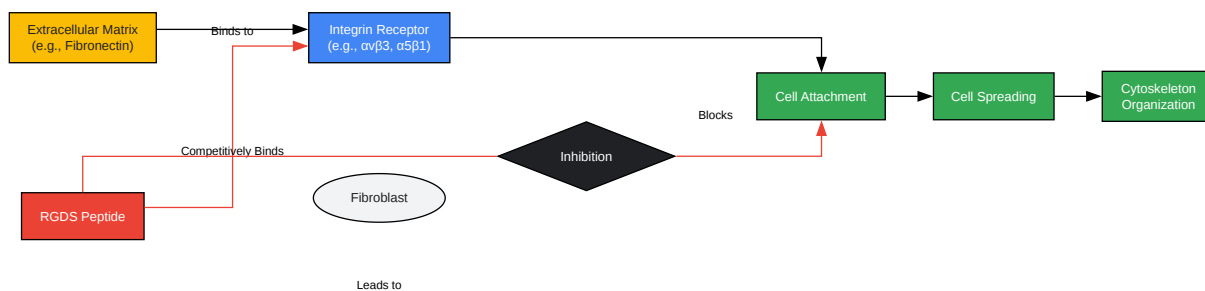 Extracellular Matrix
(e.g., Fibronectin)
Binds to
Integrin Receptor
(e.g., αvβ3, α5β1)
Cell Attachment
Cell Spreading
Cytoskeleton
Organization
Blocks
Competitively Binds
Inhibition
Fibroblast
RGDS Peptide
Leads to